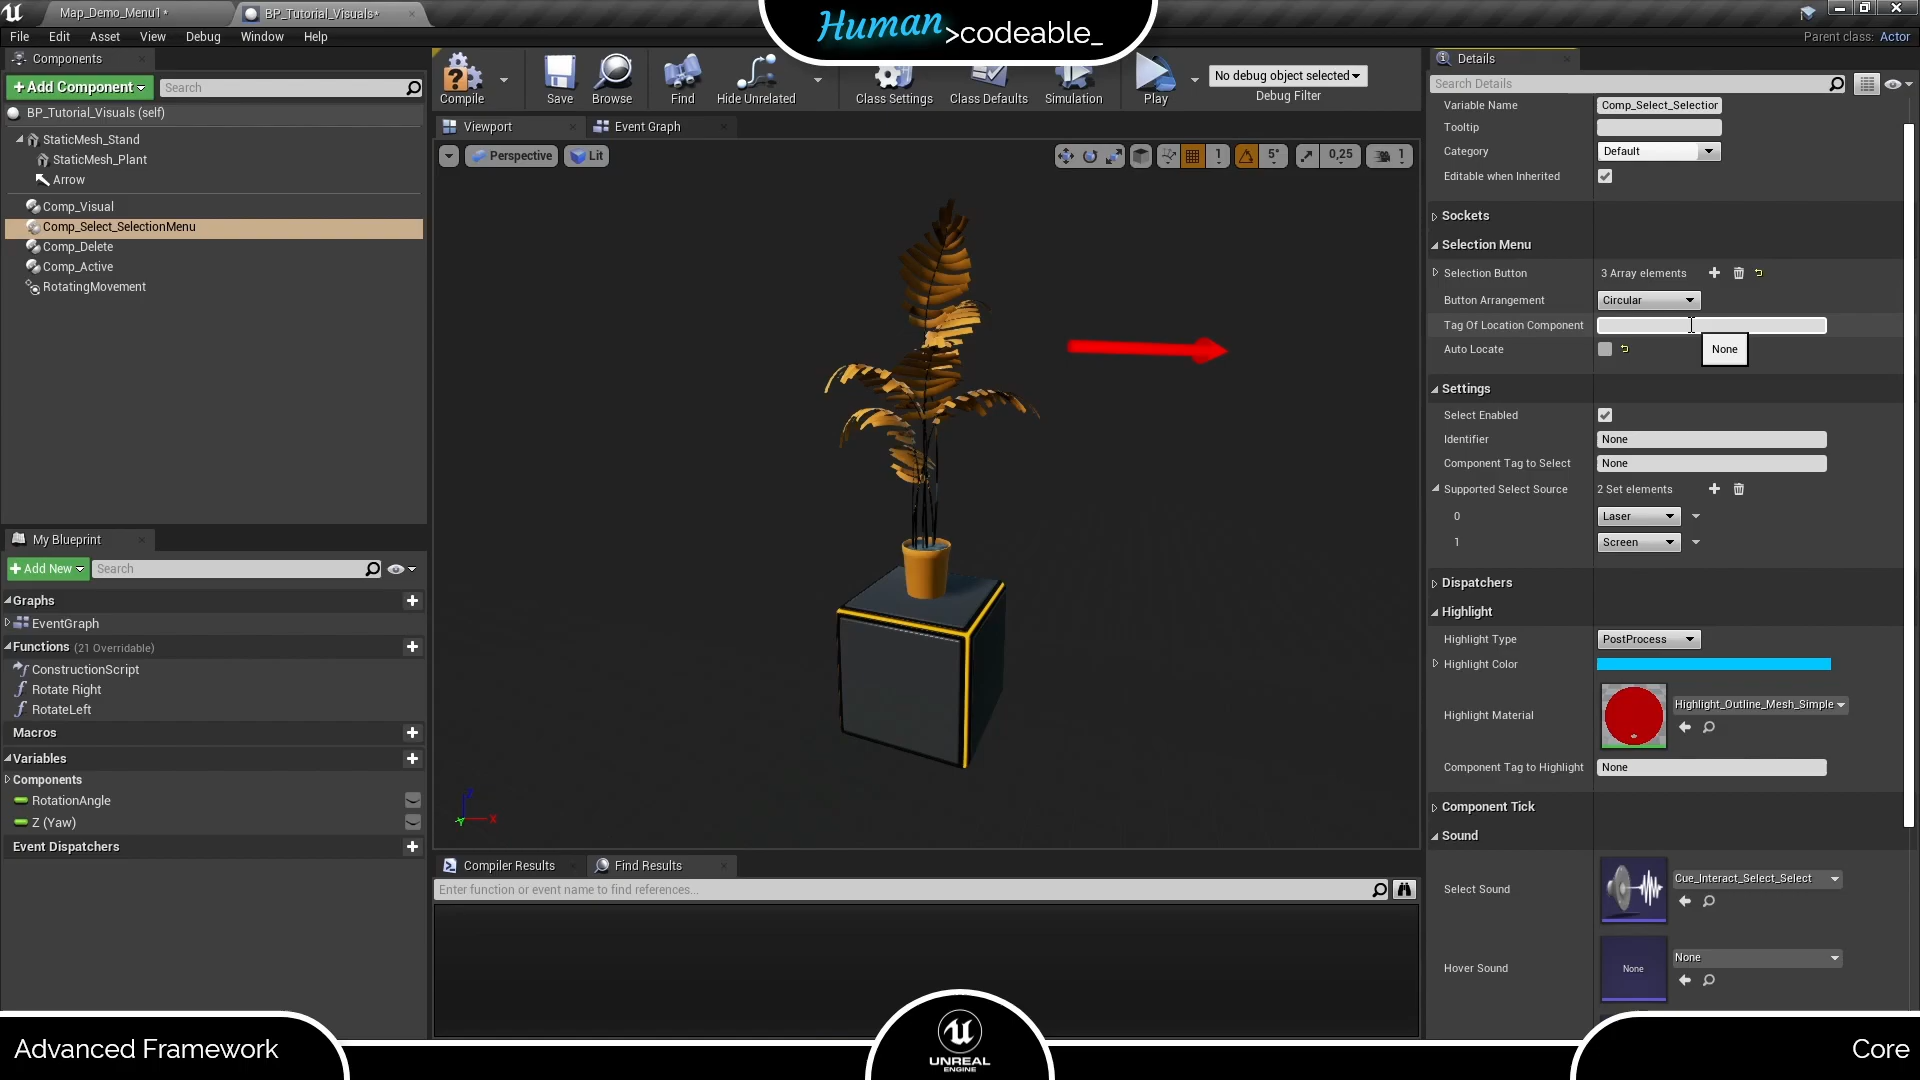 Map_Demo_Menu1*
BP_Tutorial_Visuals*
Human>codeable_
File Edit Asset View Debug Window Help
Parent class: Actor
Components
+Add Component
Search
BP_Tutorial_Visuals (self)
StaticMesh_Stand
StaticMesh_Plant
Arrow
Comp_Visual
Comp_Select_SelectionMenu
Comp_Delete
Comp_Active
RotatingMovement
Compile
Save
Browse
Find
Hide Unrelated
Class Settings
Class Defaults
Simulation
Play
No debug object selected
Debug Filter
Viewport
Event Graph
Perspective
Lit
1
5°
0,25
1
My Blueprint
+Add New
Search
Graphs
EventGraph
Functions (21 Overridable)
ConstructionScript
Rotate Right
RotateLeft
Macros
Variables
Components
RotationAngle
Z (Yaw)
Event Dispatchers
Z
X
Compiler Results
Find Results
Enter function or event name to find references...
Details
Search Details
Variable Name Comp_Select_Selection
Tooltip
Category Default
Editable when Inherited
Sockets
Selection Menu
Selection Button 3 Array elements
Button Arrangement Circular
Tag Of Location Component
Auto Locate
None
Settings
Select Enabled
Identifier None
Component Tag to Select None
Supported Select Source 2 Set elements
0 Laser
1 Screen
Dispatchers
Highlight
Highlight Type PostProcess
Highlight Color
Highlight Material Highlight_Outline_Mesh_Simple
Component Tag to Highlight None
Component Tick
Sound
Select Sound Cue_Interact_Select_Select
Hover Sound None None
Advanced Framework
UNREAL
ENGINE
Core